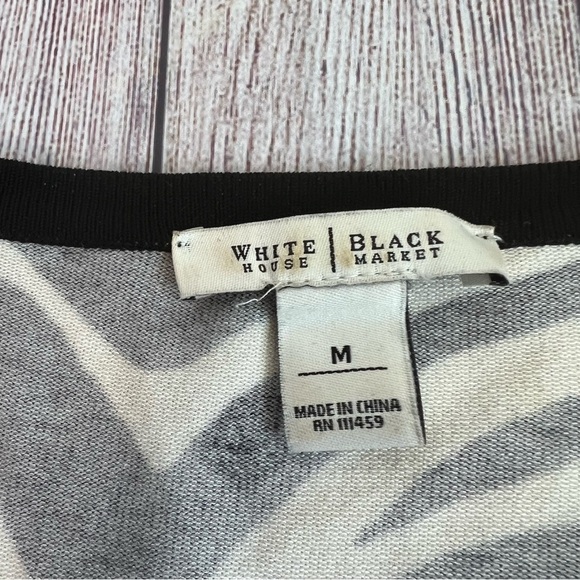 WHITE | BLACK
HOUSE | MARKET
M
MADE IN CHINA
RN 111459